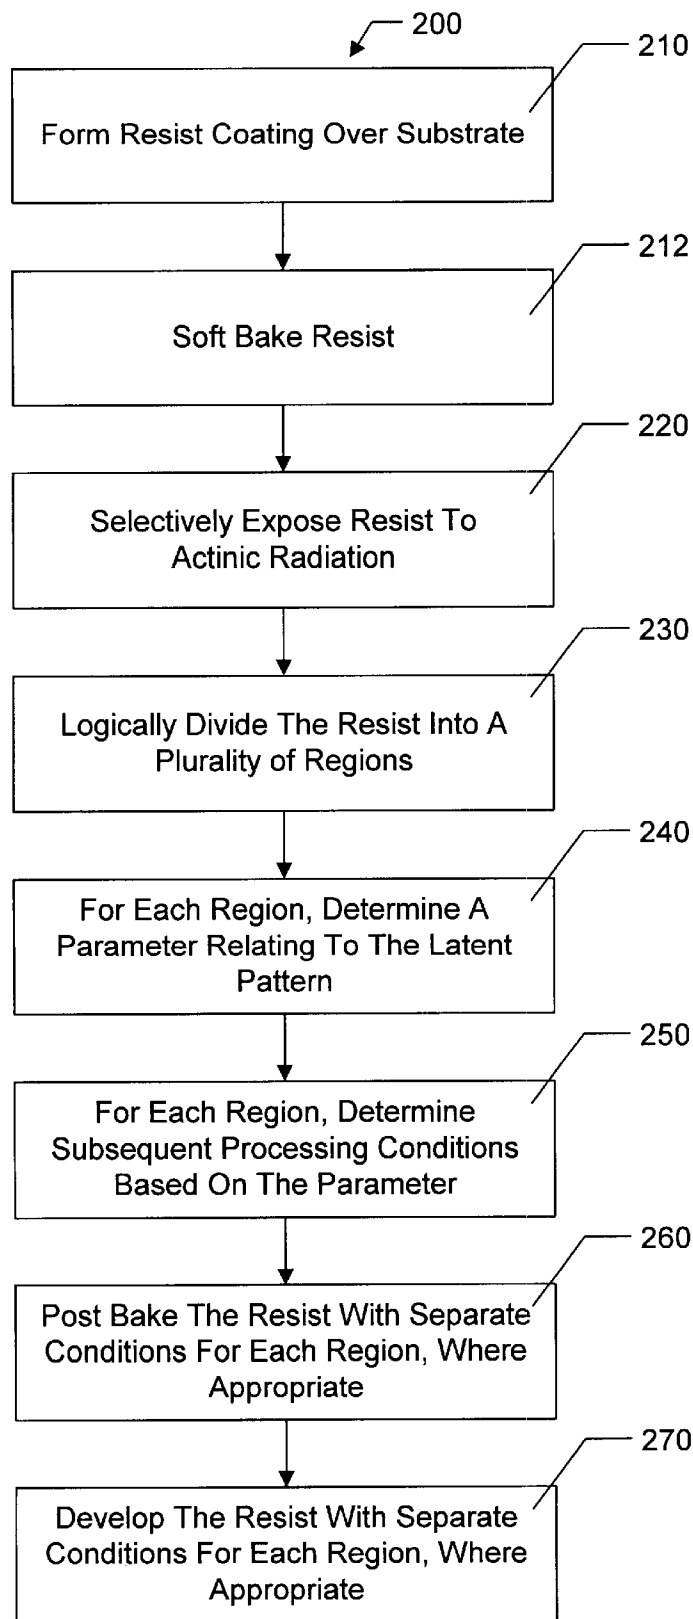 200
210
Form Resist Coating Over Substrate
212
Soft Bake Resist
220
Selectively Expose Resist To
Actinic Radiation
230
Logically Divide The Resist Into A
Plurality of Regions
240
For Each Region, Determine A
Parameter Relating To The Latent
Pattern
250
For Each Region, Determine
Subsequent Processing Conditions
Based On The Parameter
260
Post Bake The Resist With Separate
Conditions For Each Region, Where
Appropriate
270
Develop The Resist With Separate
Conditions For Each Region, Where
Appropriate